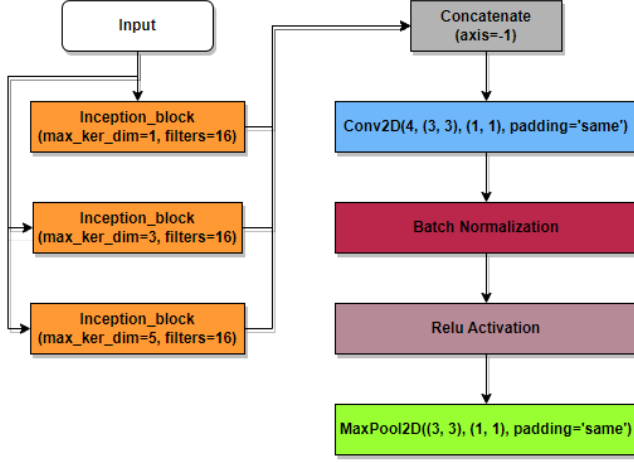 Input
Inception_block
(max_ker_dim=1, filters=16)
Inception_block
(max_ker_dim=3, filters=16)
Inception_block
(max_ker_dim=5, filters=16)
Concatenate
(axis=-1)
Conv2D(4, (3, 3), (1, 1), padding='same')
Batch Normalization
Relu Activation
MaxPool2D((3, 3), (1, 1), padding='same')